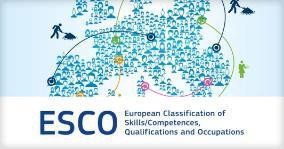 ESCO
European Classification of
Skills/Competences,
Qualifications and Occupations